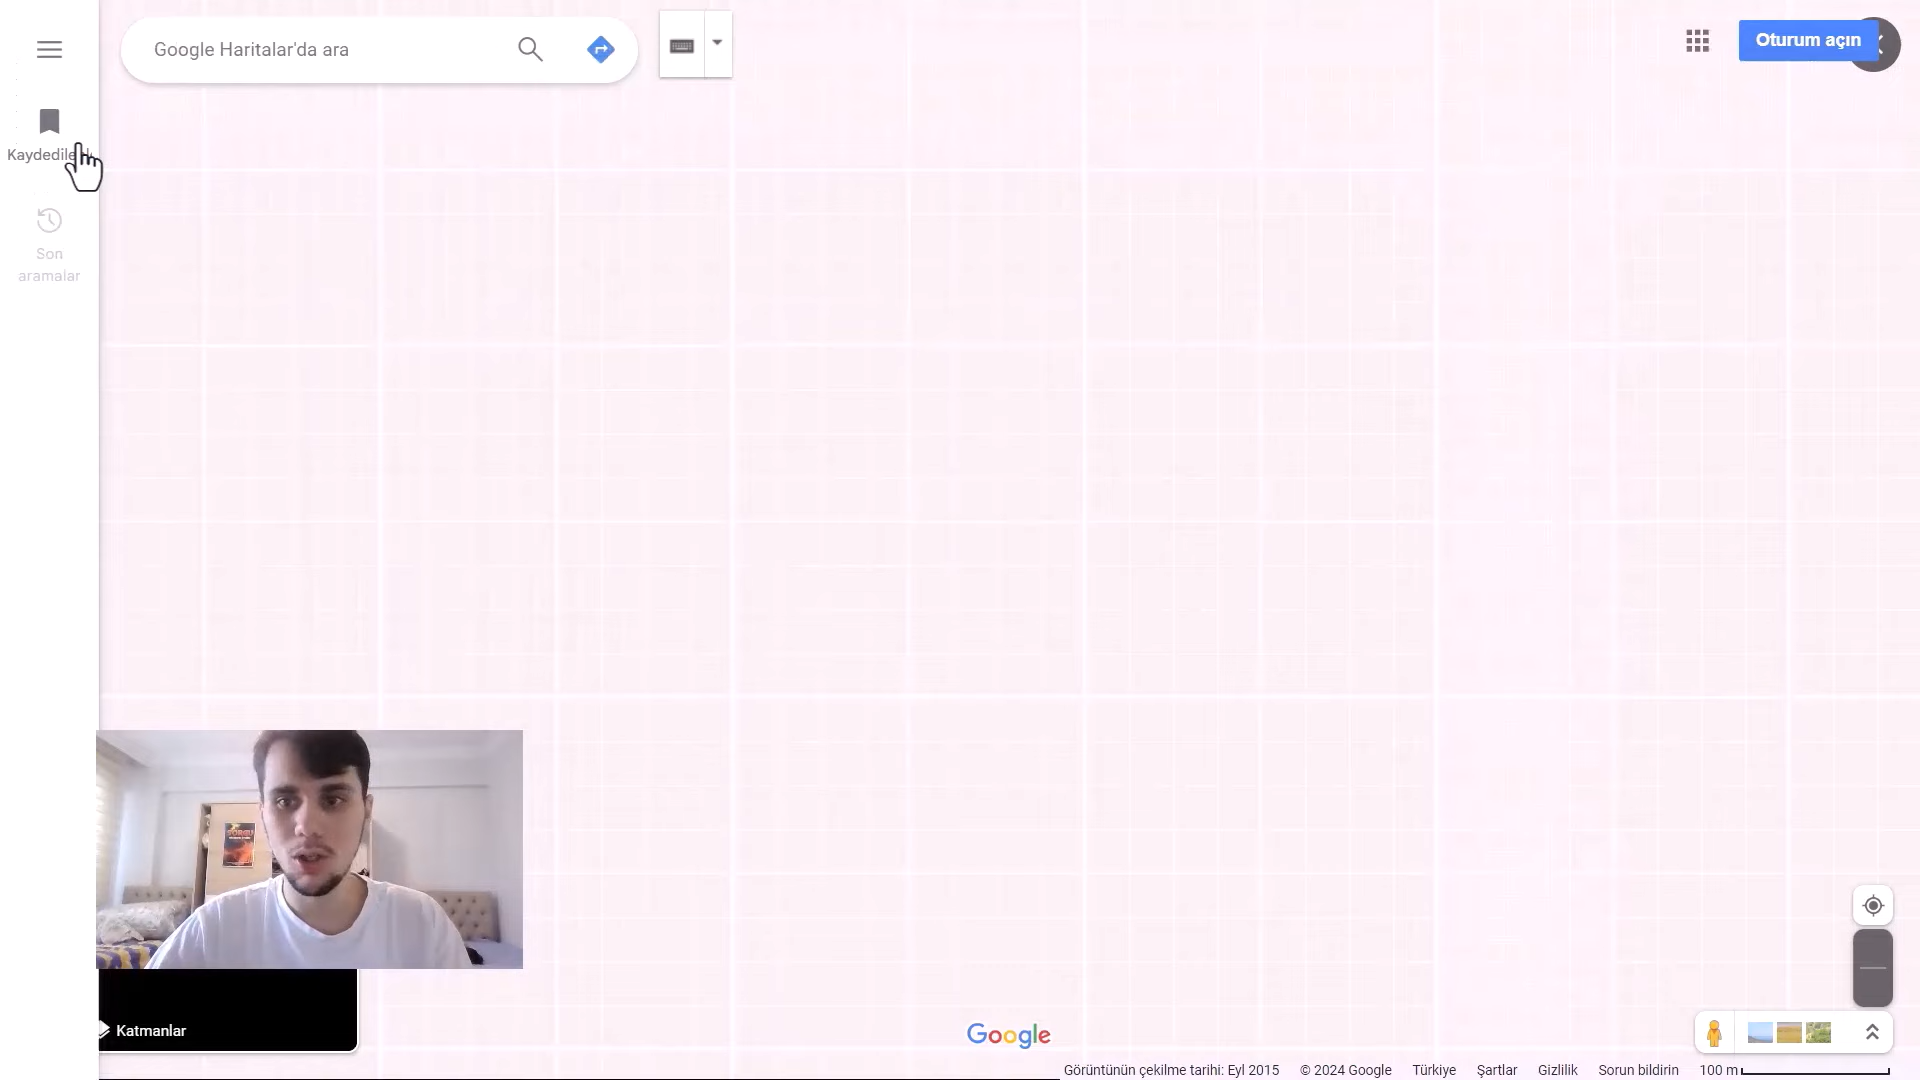 Google Haritalar'da ara
Oturum açın
Son
aramalar
Katmanlar
Google
Görüntünün çekilme tarihi: Eyl 2015 © 2024 Google Türkiye Şartlar Gizlilik Sorun bildirin 100 m